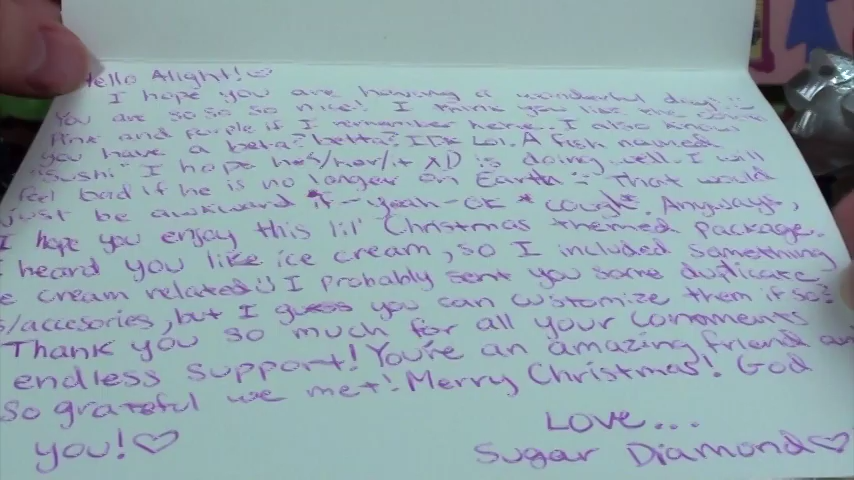 Hello Alight! ♡
I hope you are having a wonderful day! :)
You are so so so nice! I think you like the colors
Pink and Purple if I remember here.. I also know
you have a beta? betta? IDK LOL. A fish named
"Sushi" I hope he's/her/it XD is doing well. I will
feel bad if he is no longer on Earth :- That would
just be awkward -yeah-OK * cough*. Anyways,
I hope you enjoy this lil' Christmas themed package.
I heard you like ice cream, so I included something
e cream related :) I probably sent you some duplicate
s/accesories, but I guess you can customize them if so?
Thank you so much for all your comments
endless support! You're an amazing friend an
so grateful we met! Merry Christmas! God
you! ♡
Love...
Sugar Diamond ♡